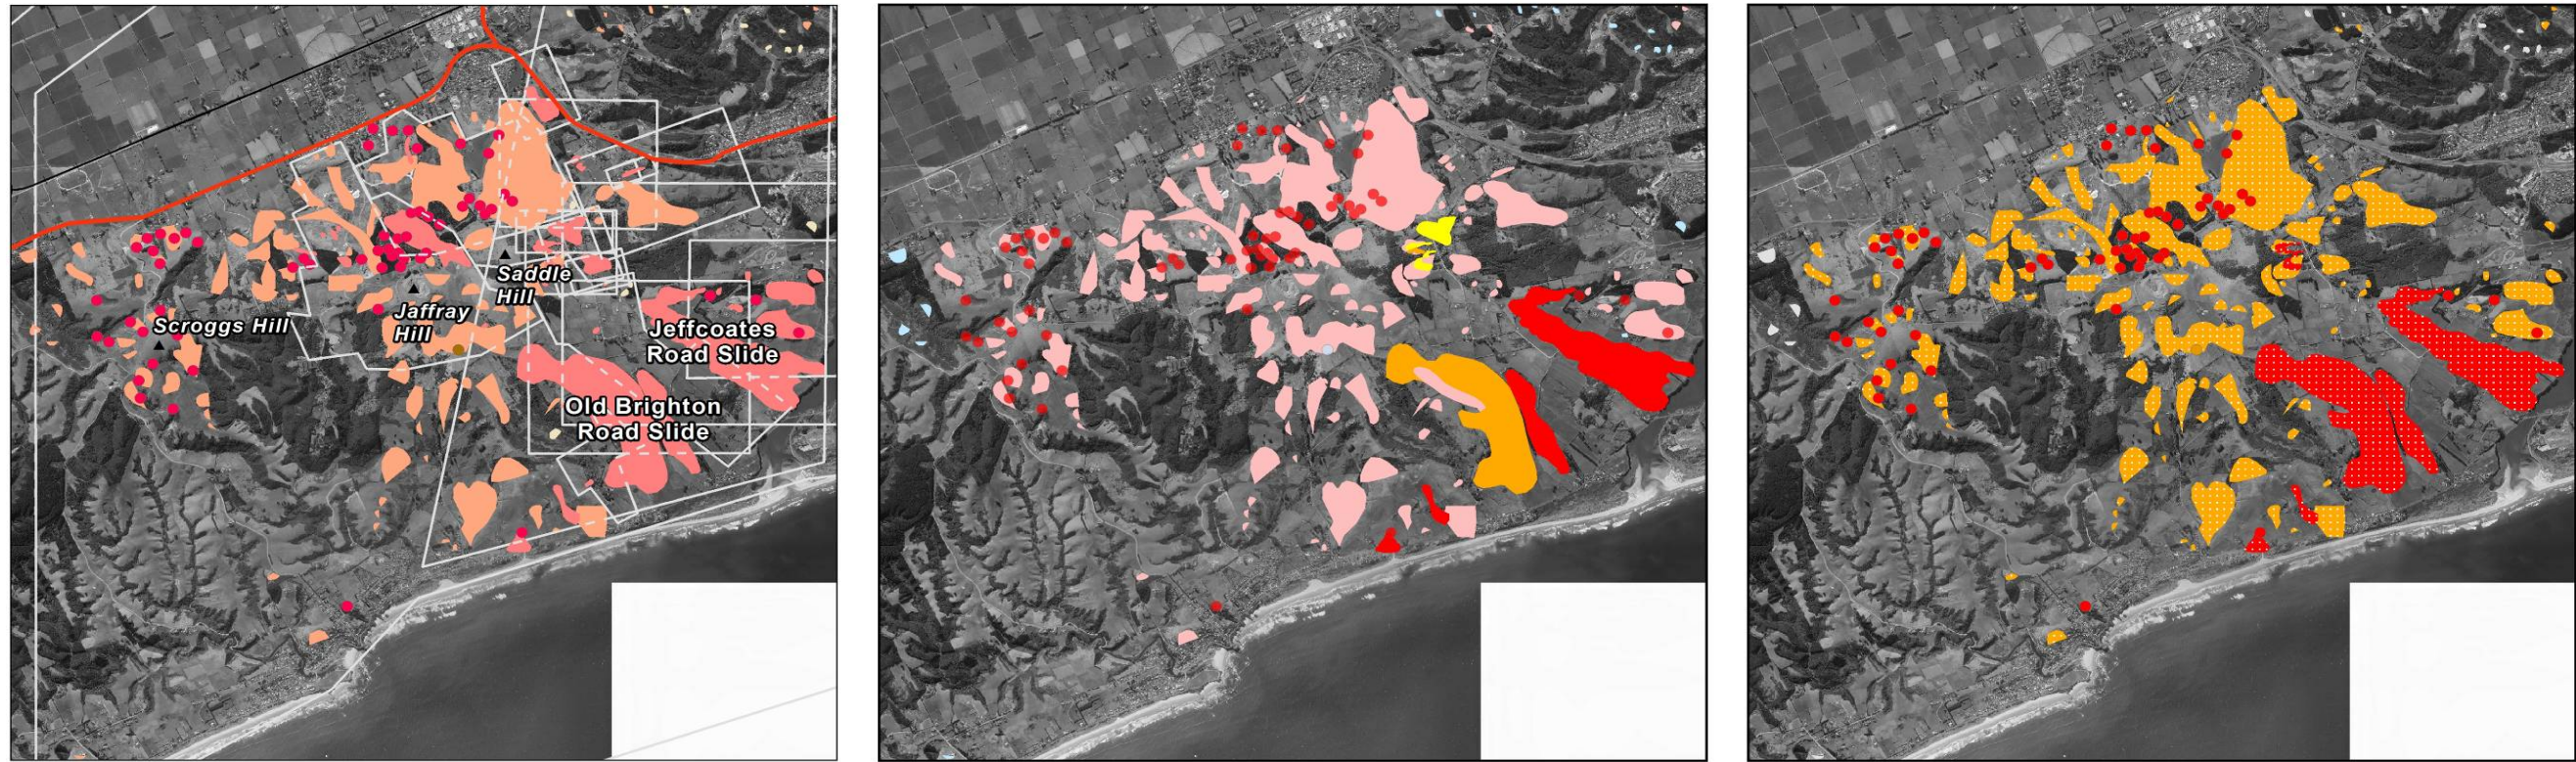 Saddle
Hill
Scroggs Hill
Jaffray
Hill
Jeffcoates
Road Slide
Old Brighton
Road Slide